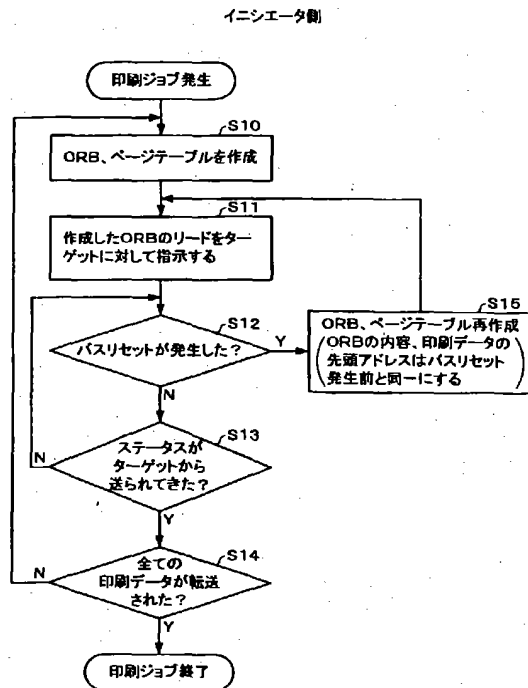 イニシエータ側
印刷ジョブ発生
S10
ORB、ページテーブルを作成
S11
作成したORBのリードをター
ゲットに対して指示する
S12
バスリセットが発生した?
Y
N
S15
ORB、ページテーブル再作成
(ORBの内容、印刷データの
先頭アドレスはバスリセット
発生前と同一にする)
S13
ステータスが
ターゲットから
送られてきた?
N
Y
S14
全ての
印刷データが転送
された?
N
Y
印刷ジョブ終了